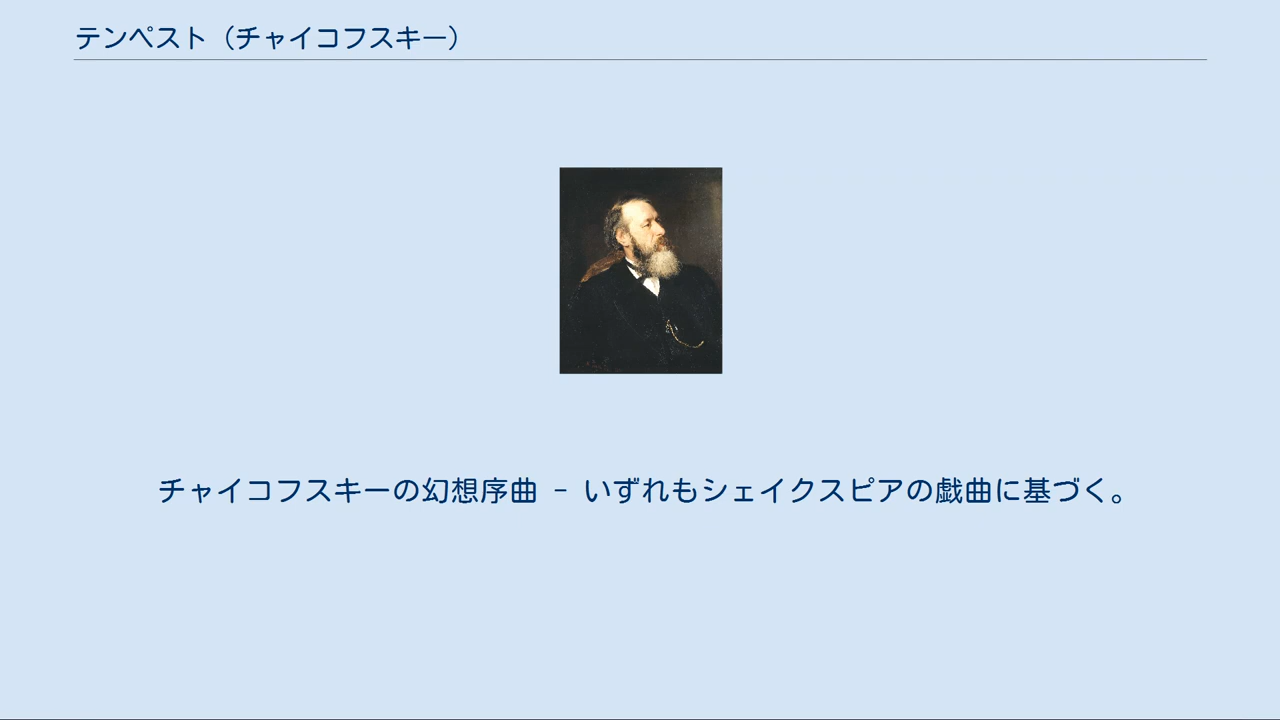 テンペスト（チャイコフスキー）
チャイコフスキーの幻想序曲 - いずれもシェイクスピアの戯曲に基づく。